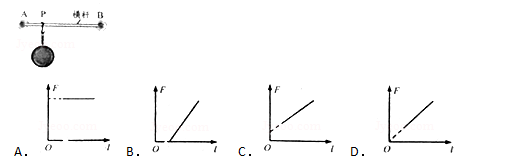 A P 横杆 B
F F F F
A. O t B. O t C. O t D. O t